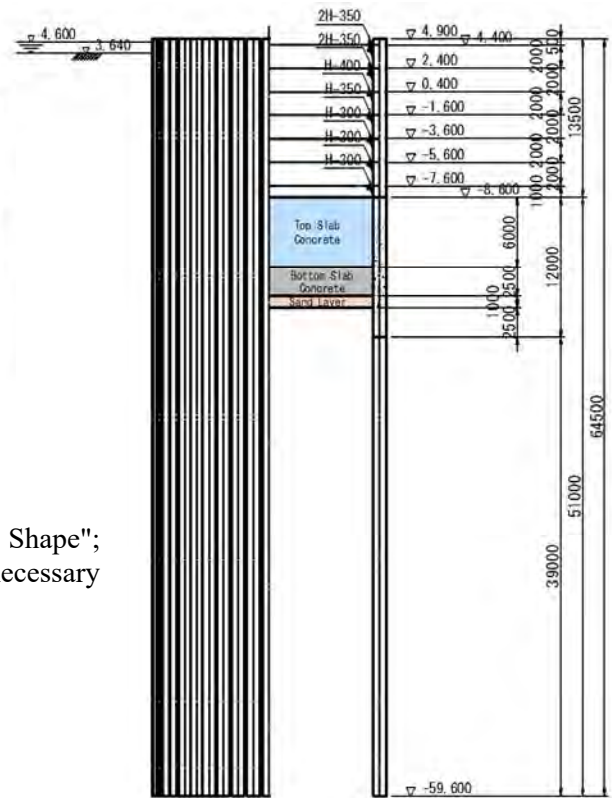 2H-350
4,600
4,900
4,400
3,640
2H-350
500
2,400
2000
H-400
0,400
2000
H-350
-1,600
2000
13500
H-300
-3,600
2000
H-300
-5,600
2000
H-300
-7,600
2000
-8,600
1000
Top Slab
Concrete
6000
12000
Bottom Slab
Concrete
2500
Sand Layer
1000
2500
64500
51000
Shape";
ecessary
39000
-59,600